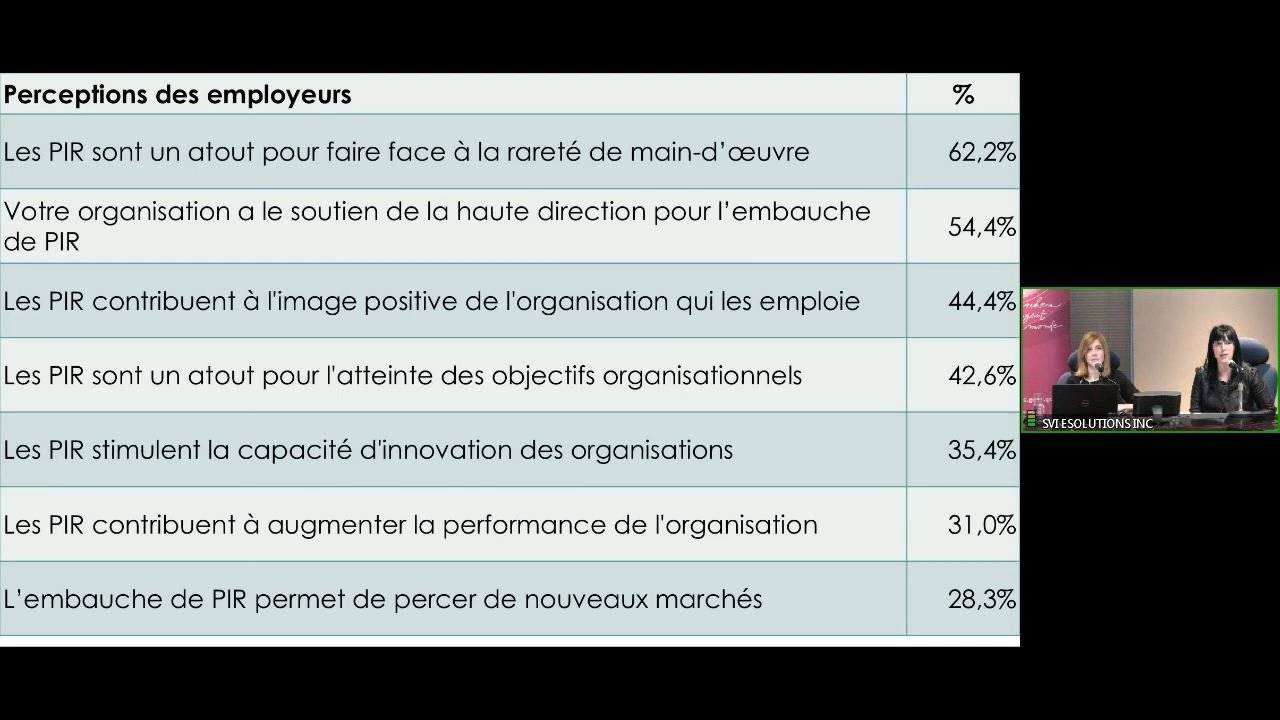 Perceptions des employeurs %
Les PIR sont un atout pour faire face à la rareté de main-d’œuvre 62,2%
Votre organisation a le soutien de la haute direction pour l’embauche
de PIR 54,4%
Les PIR contribuent à l'image positive de l'organisation qui les emploie 44,4%
Les PIR sont un atout pour l'atteinte des objectifs organisationnels 42,6%
Les PIR stimulent la capacité d'innovation des organisations 35,4%
Les PIR contribuent à augmenter la performance de l'organisation 31,0%
L’embauche de PIR permet de percer de nouveaux marchés 28,3%
monde
SVI ESOLUTIONS INC